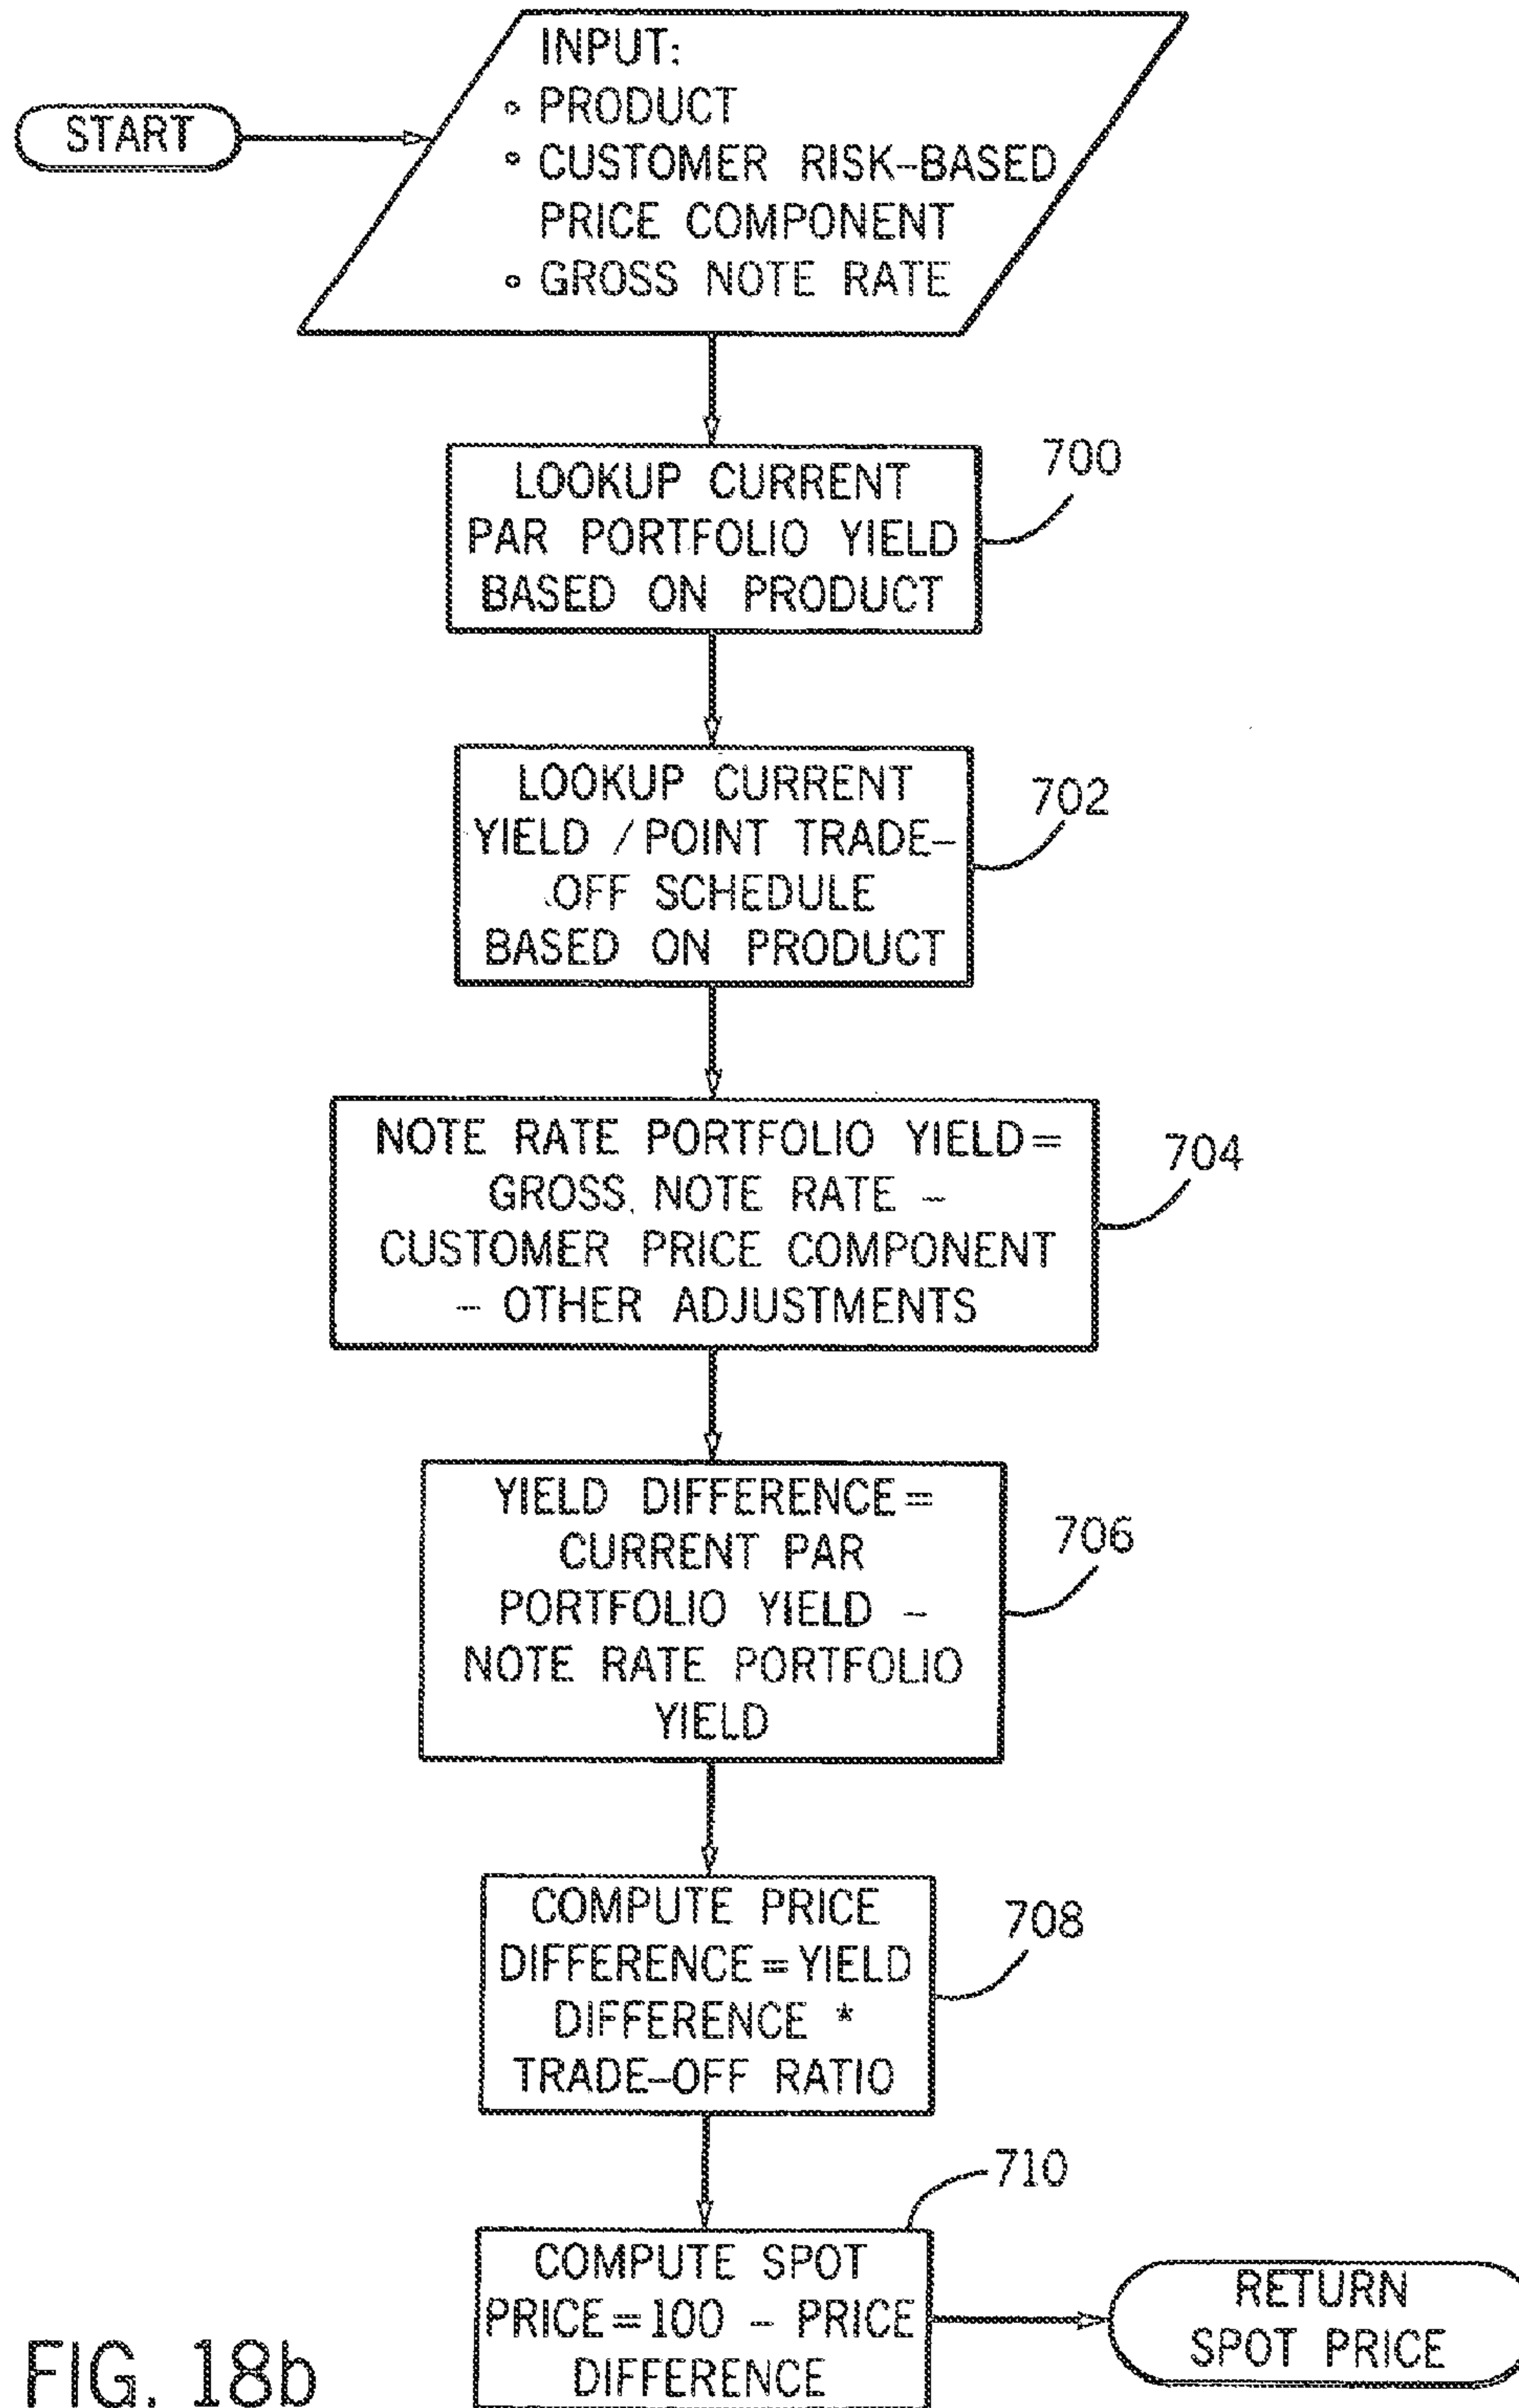 START
INPUT:
• PRODUCT
• CUSTOMER RISK-BASED
PRICE COMPONENT
• GROSS NOTE RATE
LOOKUP CURRENT
PAR PORTFOLIO YIELD
BASED ON PRODUCT
700
LOOKUP CURRENT
YIELD / POINT TRADE-
OFF SCHEDULE
BASED ON PRODUCT
702
NOTE RATE PORTFOLIO YIELD=
GROSS NOTE RATE -
CUSTOMER PRICE COMPONENT
- OTHER ADJUSTMENTS
704
YIELD DIFFERENCE=
CURRENT PAR
PORTFOLIO YIELD -
NOTE RATE PORTFOLIO
YIELD
706
COMPUTE PRICE
DIFFERENCE=YIELD
DIFFERENCE *
TRADE-OFF RATIO
708
COMPUTE SPOT
PRICE=100 - PRICE
DIFFERENCE
710
RETURN
SPOT PRICE
FIG. 18b